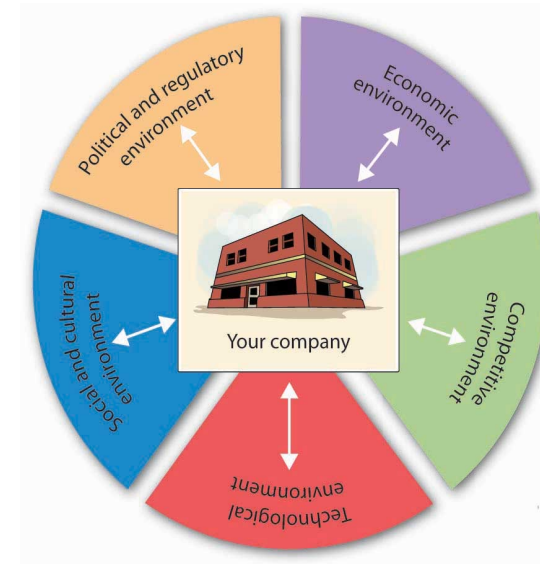 Political and regulatory
environment
Economic
environment
Competitive
environment
Technological
environment
Social and cultural
environment
Your company